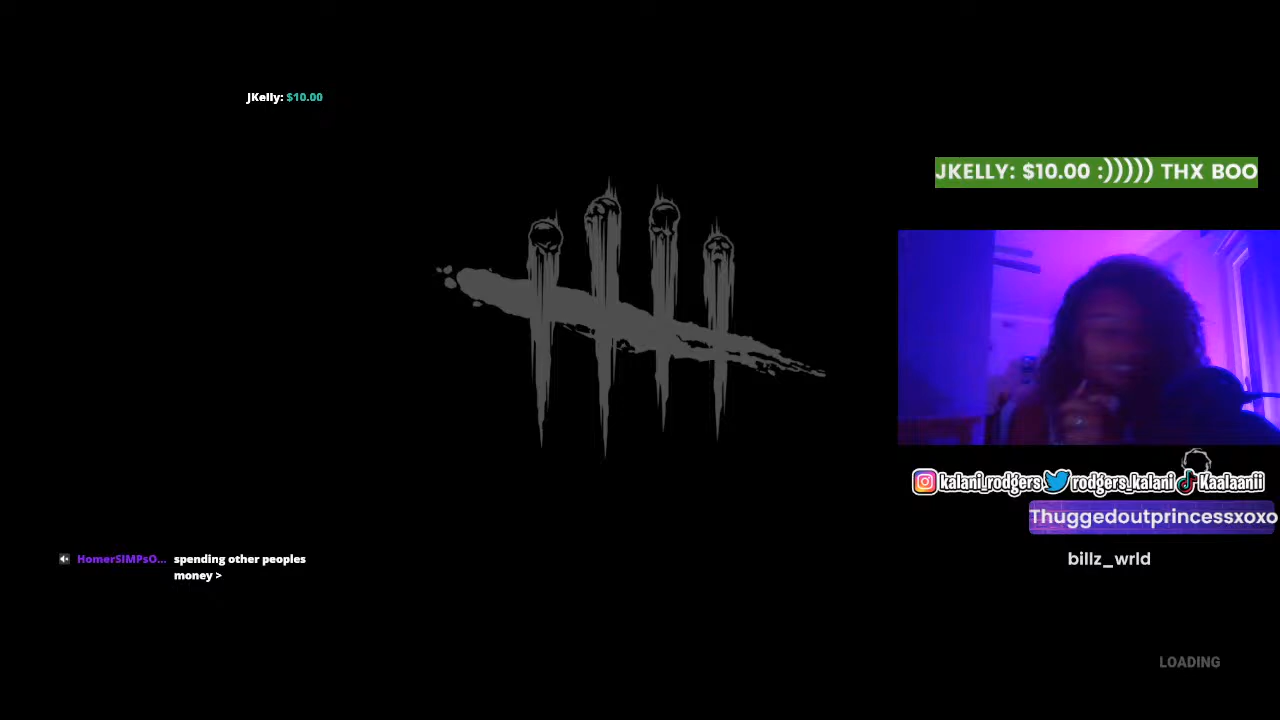 JKelly: $10.00
JKELLY: $10.00 :))))) THX BOO
kalani_rodgers rodgers_kalani Kaalaanii
Thuggedoutprincessxoxo
HomerSIMPsO... spending other peoples
money >
billz_wrld
LOADING